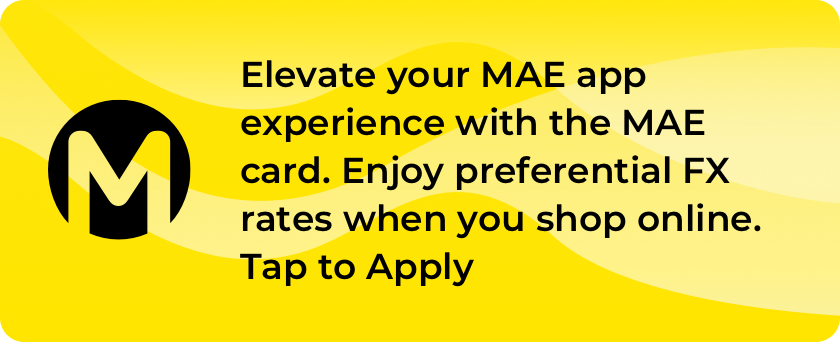 Elevate your MAE app
experience with the MAE
card. Enjoy preferential FX
rates when you shop online.
Tap to Apply